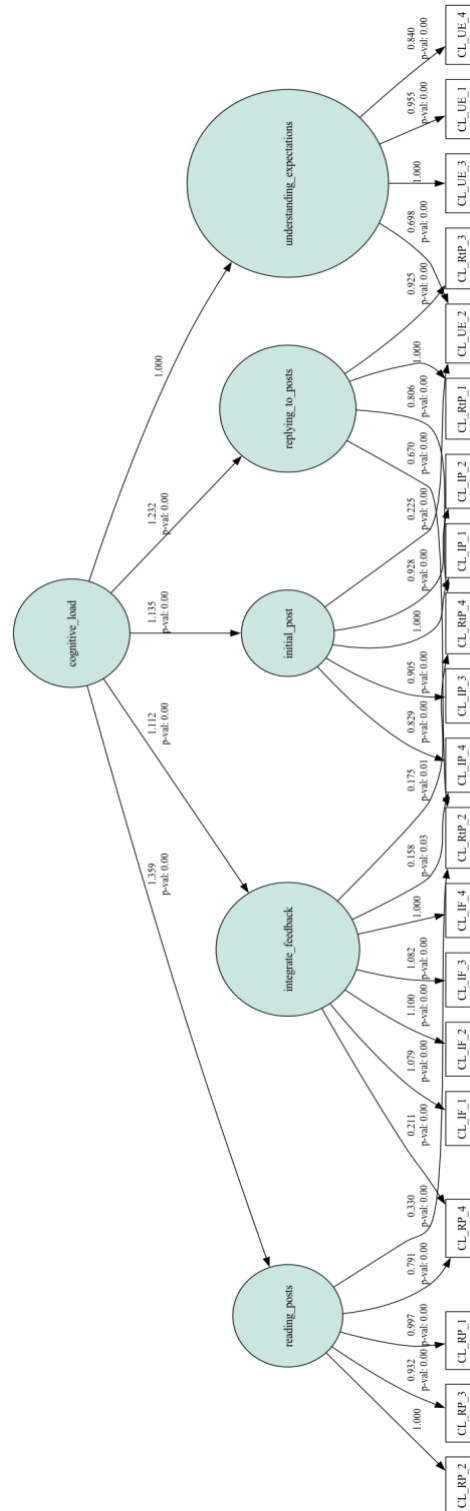 cognitive_load
1.359
p-val: 0.00
1.112
p-val: 0.00
1.135
p-val: 0.00
1.232
p-val: 0.00
1.000
reading_posts
integrate_feedback
initial_post
replying_to_posts
understanding_expectations
1.000
0.932
p-val: 0.00
0.997
p-val: 0.00
0.791
p-val: 0.00
0.330
p-val: 0.00
0.211
p-val: 0.00
1.079
p-val: 0.00
1.100
p-val: 0.00
1.082
p-val: 0.00
1.000
0.158
p-val: 0.03
0.175
p-val: 0.01
0.829
p-val: 0.00
0.905
p-val: 0.00
1.000
0.928
p-val: 0.00
0.225
p-val: 0.00
0.670
p-val: 0.00
0.806
p-val: 0.00
1.000
0.925
p-val: 0.00
0.698
p-val: 0.00
1.000
0.955
p-val: 0.00
0.840
p-val: 0.00
CL_RP_2
CL_RP_3
CL_RP_1
CL_RP_4
CL_IF_1
CL_IF_2
CL_IF_3
CL_IF_4
CL_RtP_2
CL_IP_4
CL_IP_3
CL_RtP_4
CL_IP_1
CL_IP_2
CL_RtP_1
CL_UE_2
CL_RtP_3
CL_UE_3
CL_UE_1
CL_UE_4